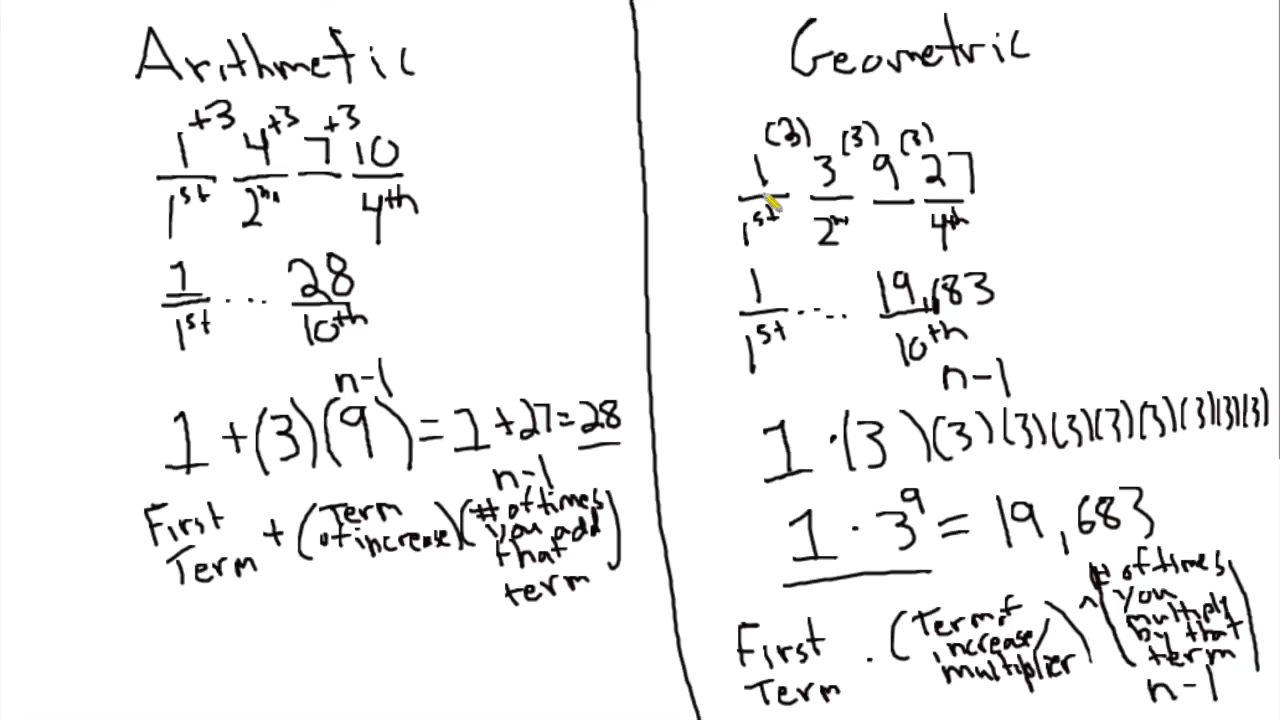 Arithmetic
+3 +3 +3
1 4 7 10
1st 2nd 4th
1 .... 28
1st 10th
n-1
1 + (3)(9) = 1 + 27 = 28
n-1
First Term + (Term of increase)(# of times you add that term)
Geometric
(3) (3) (3)
1 3 9 27
1st 2nd 4th
1 ..... 19,683
1st 10th
n-1
1 · (3)(3)(3)(3)(3)(3)(3)(3)(3)
1 · 3^9 = 19,683
First Term · (Term of increase/multiplier)^(# of times you multiply by that term)
n-1